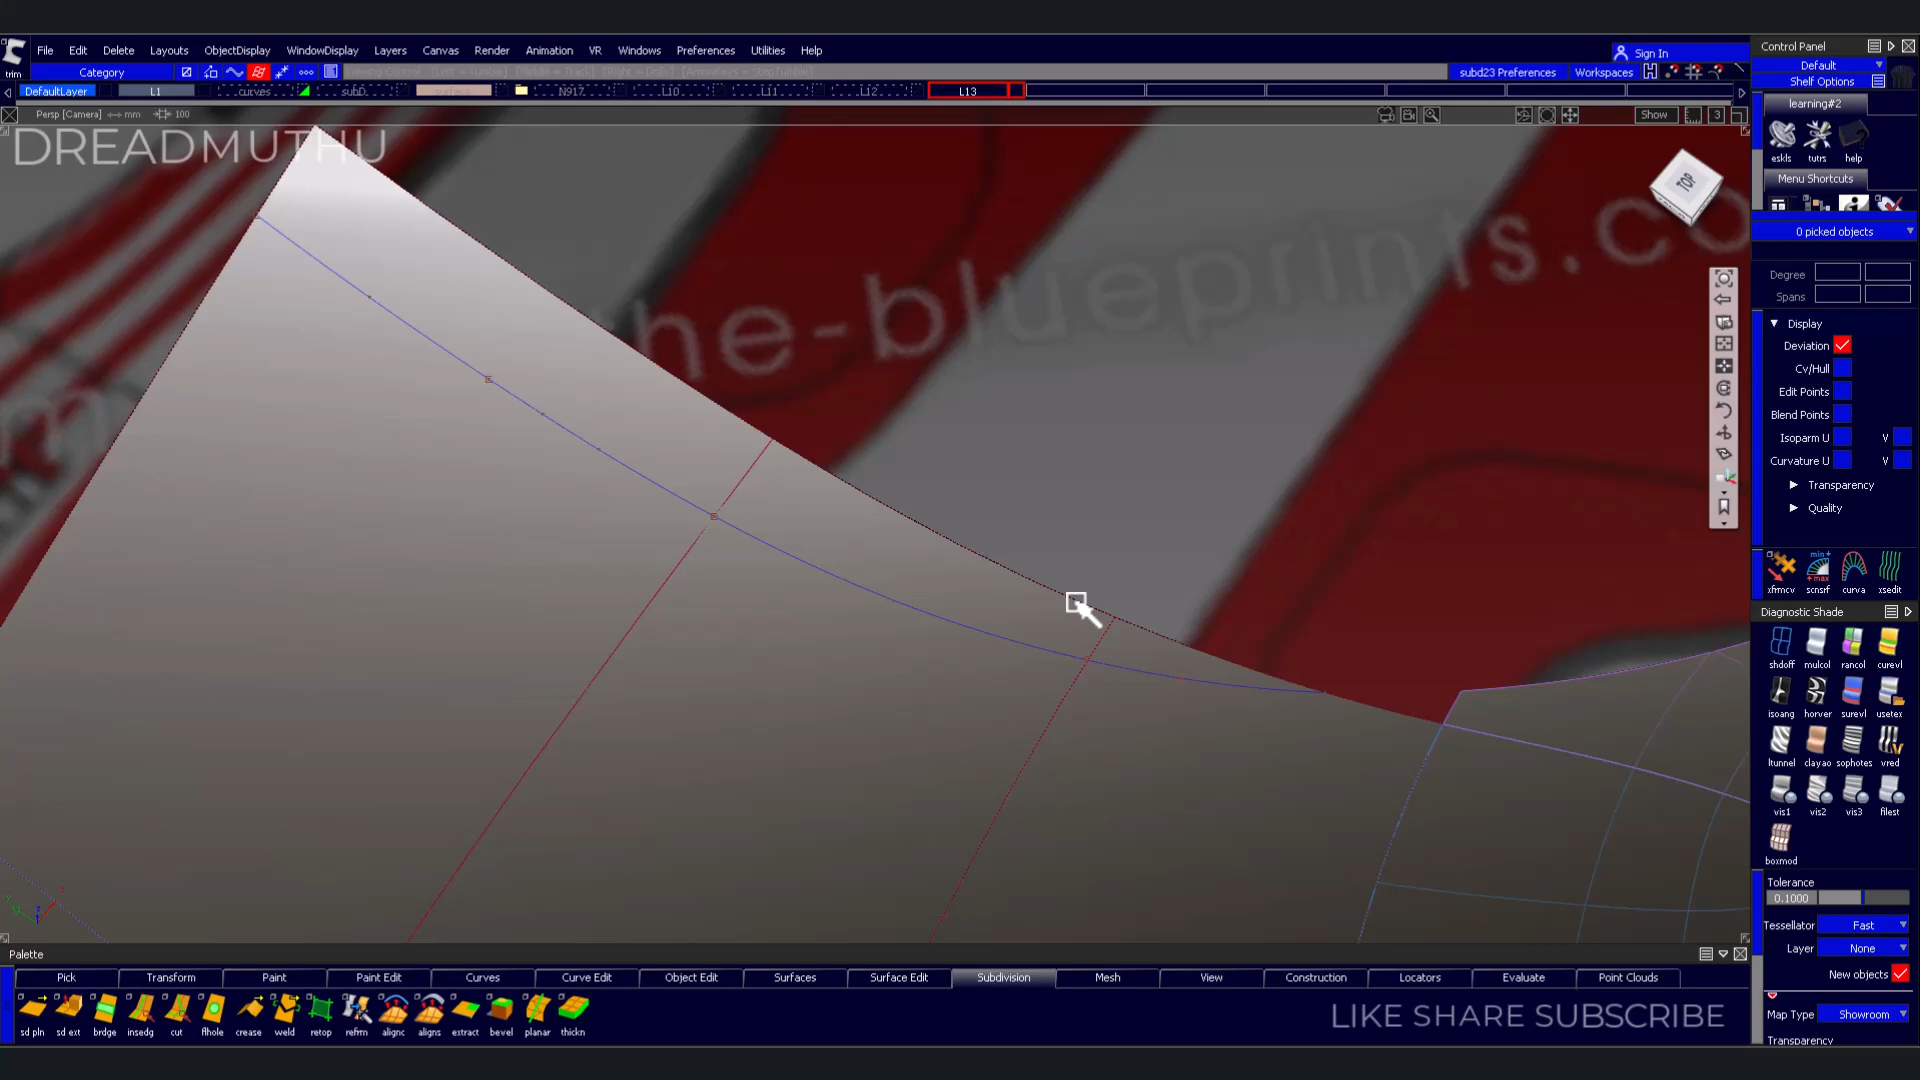 File Edit Delete Layouts ObjectDisplay WindowDisplay Layers Canvas Render Animation VR Windows Preferences Utilities Help
Sign In
Control Panel
trim
Category
subd23 Preferences
Workspaces
H
Default
Shelf Options
DefaultLayer L1 curves subD N917 L10 L11 L12 L13
learning#2
Persp [Camera] mm 100
Show
3
DREADMUTHU
TOP
eskls tutrs help
Menu Shortcuts
0 picked objects
he-blueprints.co
Degree
Spans
Display
Deviation
Cv/Hull
Edit Points
Blend Points
Isoparm U V
Curvature U V
Transparency
Quality
min+
+max
xfrmcv scnsrf curva xsedit
Diagnostic Shade
shdoff mulcol rancol curevl
isoang horver surevl usetex
ltunnel clayao sophotes vred
vis1 vis2 vis3 filest
boxmod
Tolerance
0.1000
Tessellator Fast
Layer None
New objects
Map Type Showroom
Transparency
Palette
Pick Transform Paint Paint Edit Curves Curve Edit Object Edit Surfaces Surface Edit Subdivision Mesh View Construction Locators Evaluate Point Clouds
sd pln sd ext brdge insedg cut flhole crease weld retop refrm alignc aligns extract bevel planar thickn
LIKE SHARE SUBSCRIBE